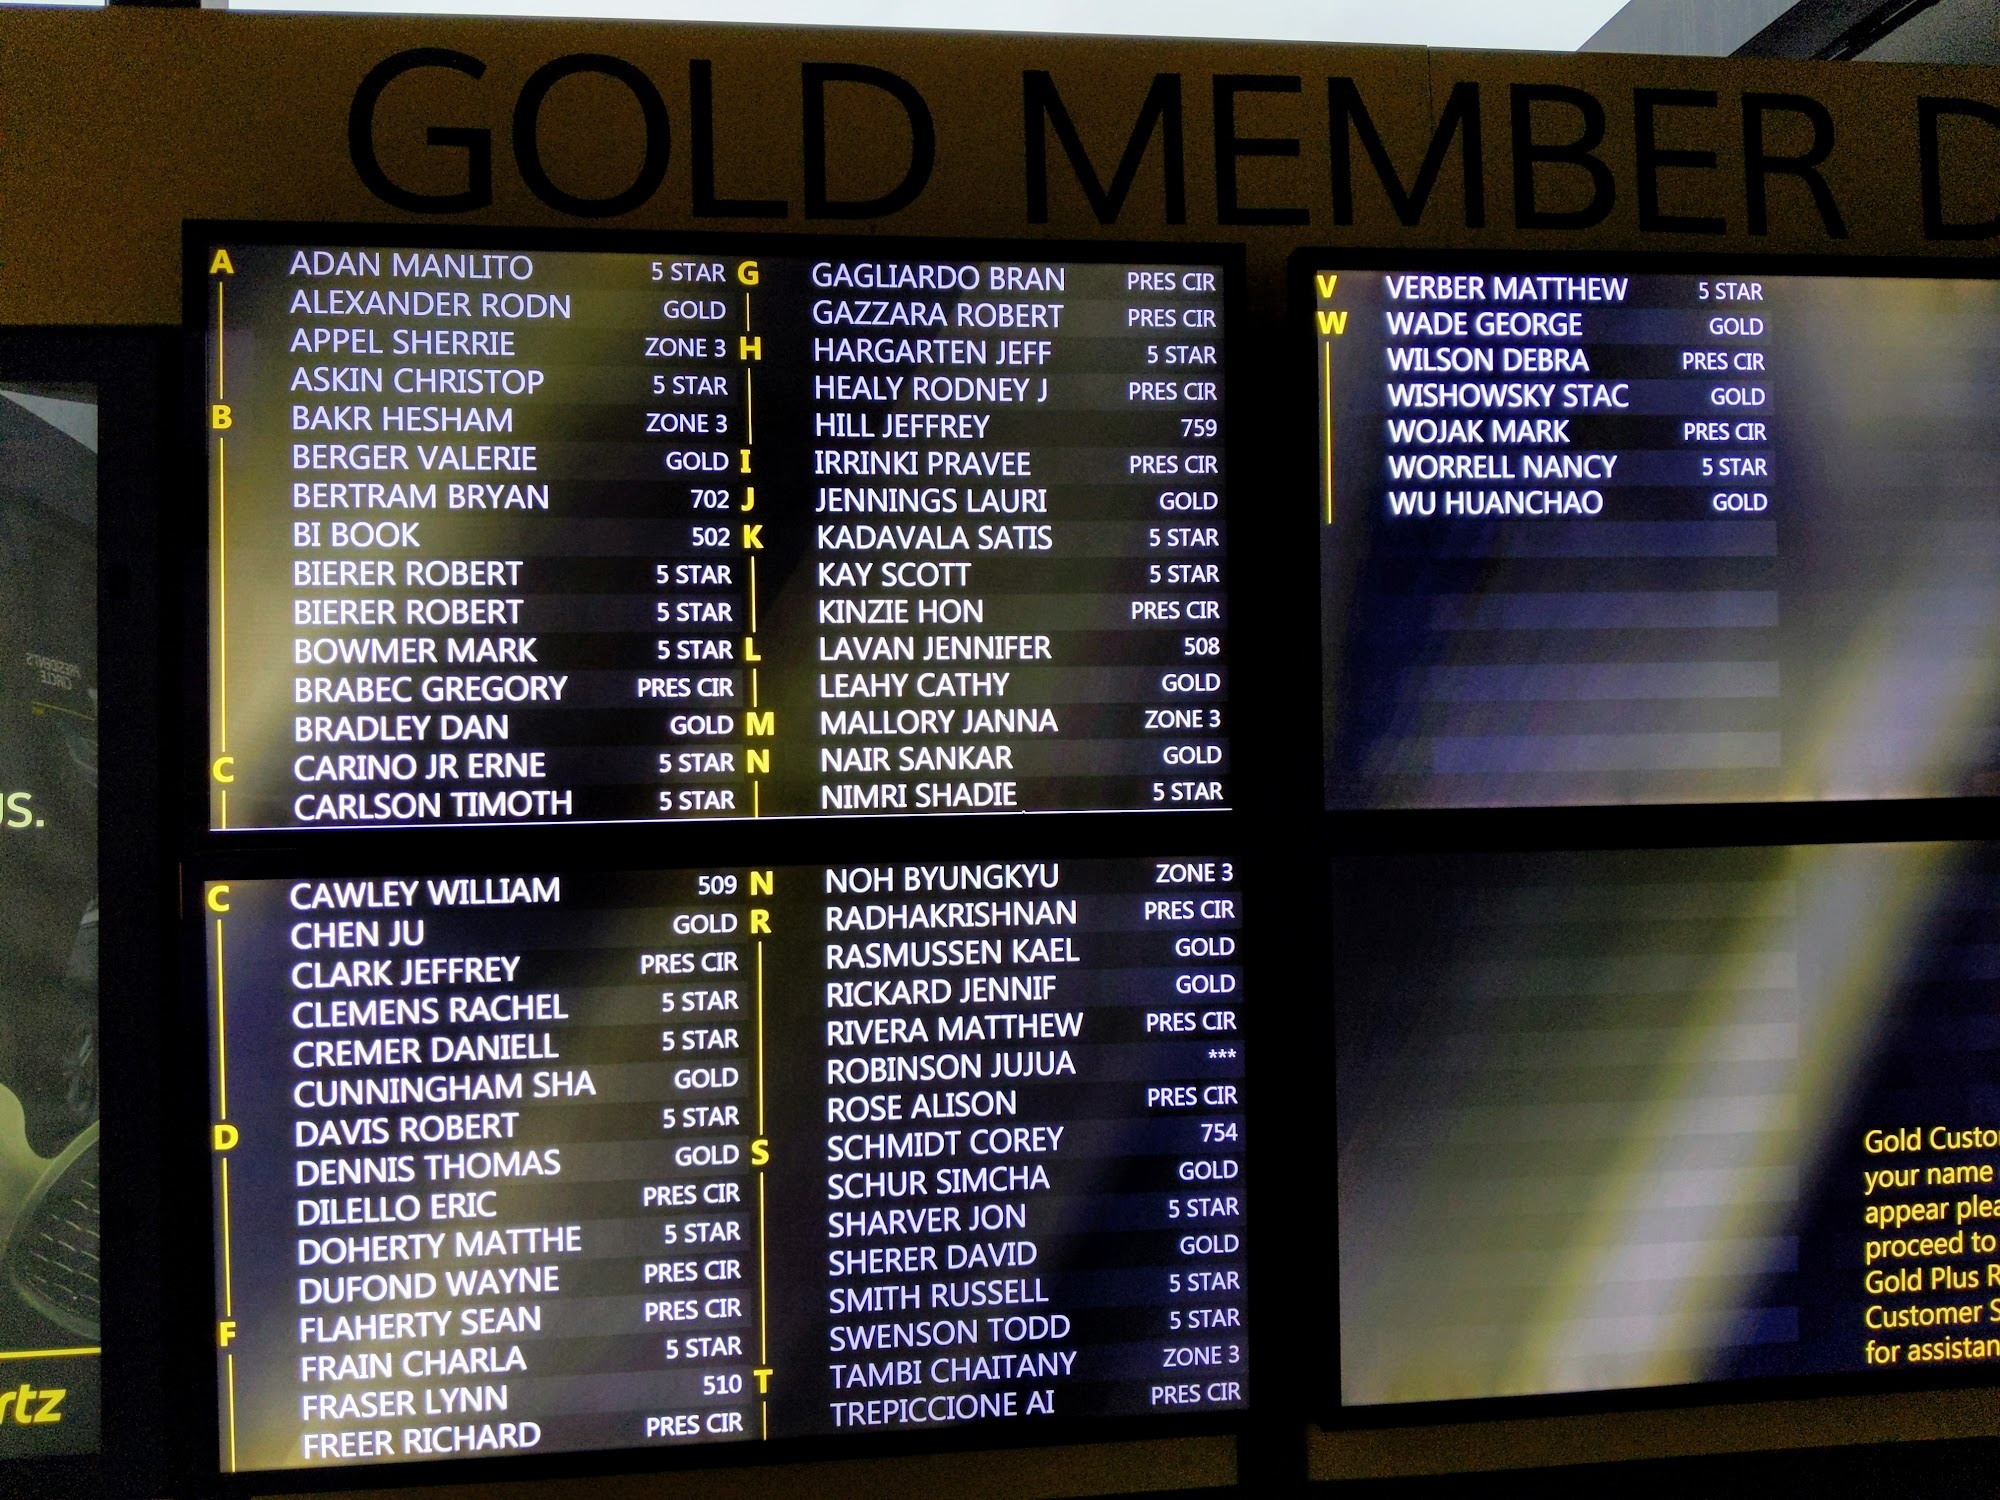 GOLD MEMBER D
A ADAN MANLITO 5 STAR
ALEXANDER RODN GOLD
APPEL SHERRIE ZONE 3
ASKIN CHRISTOP 5 STAR
B BAKR HESHAM ZONE 3
BERGER VALERIE GOLD
BERTRAM BRYAN 702
BI BOOK 502
BIERER ROBERT 5 STAR
BIERER ROBERT 5 STAR
BOWMER MARK 5 STAR
BRABEC GREGORY PRES CIR
BRADLEY DAN GOLD
C CARINO JR ERNE 5 STAR
CARLSON TIMOTH 5 STAR
C CAWLEY WILLIAM 509
CHEN JU GOLD
CLARK JEFFREY PRES CIR
CLEMENS RACHEL 5 STAR
CREMER DANIELL 5 STAR
CUNNINGHAM SHA GOLD
D DAVIS ROBERT 5 STAR
DENNIS THOMAS GOLD
DILELLO ERIC PRES CIR
DOHERTY MATTHE 5 STAR
DUFOND WAYNE PRES CIR
F FLAHERTY SEAN PRES CIR
FRAIN CHARLA 5 STAR
FRASER LYNN 510
FREER RICHARD PRES CIR
G GAGLIARDO BRAN PRES CIR
GAZZARA ROBERT PRES CIR
H HARGARTEN JEFF 5 STAR
HEALY RODNEY J PRES CIR
HILL JEFFREY 759
I IRRINKI PRAVEE PRES CIR
J JENNINGS LAURI GOLD
K KADAVALA SATIS 5 STAR
KAY SCOTT 5 STAR
KINZIE HON PRES CIR
L LAVAN JENNIFER 508
LEAHY CATHY GOLD
M MALLORY JANNA ZONE 3
N NAIR SANKAR GOLD
NIMRI SHADIE 5 STAR
N NOH BYUNGKYU ZONE 3
R RADHAKRISHNAN PRES CIR
RASMUSSEN KAEL GOLD
RICKARD JENNIF GOLD
RIVERA MATTHEW PRES CIR
ROBINSON JUJUA ***
ROSE ALISON PRES CIR
S SCHMIDT COREY 754
SCHUR SIMCHA GOLD
SHARVER JON 5 STAR
SHERER DAVID GOLD
SMITH RUSSELL 5 STAR
SWENSON TODD 5 STAR
T TAMBI CHAITANY ZONE 3
TREPICCIONE AI PRES CIR
V VERBER MATTHEW 5 STAR
W WADE GEORGE GOLD
WILSON DEBRA PRES CIR
WISHOWSKY STAC GOLD
WOJAK MARK PRES CIR
WORRELL NANCY 5 STAR
WU HUANCHAO GOLD
Gold Custo
your name
appear plea
proceed to
Gold Plus R
Customer S
for assistan
US.
rtz
PRESIDENT'S
CIRCLE